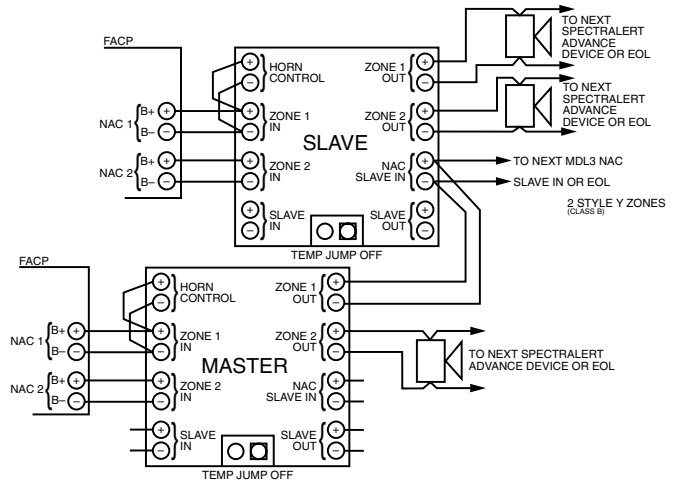 FACP
NAC 1
B+
B–
NAC 2
B+
B–
+
–
+
–
SLAVE
+
–
HORN
CONTROL
+
–
ZONE 1
IN
+
–
ZONE 2
IN
+
–
SLAVE
IN
ZONE 1
OUT
+
–
ZONE 2
OUT
+
–
NAC
SLAVE IN
+
–
SLAVE
OUT
+
–
TEMP JUMP OFF
TO NEXT
SPECTRALERT
ADVANCE
DEVICE OR EOL
TO NEXT
SPECTRALERT
ADVANCE
DEVICE OR EOL
TO NEXT MDL3 NAC
SLAVE IN OR EOL
2 STYLE Y ZONES
(CLASS B)
FACP
NAC 1
B+
B–
NAC 2
B+
B–
+
–
+
–
MASTER
+
–
HORN
CONTROL
+
–
ZONE 1
IN
+
–
ZONE 2
IN
+
–
SLAVE
IN
ZONE 1
OUT
+
–
ZONE 2
OUT
+
–
NAC
SLAVE IN
+
–
SLAVE
OUT
+
–
TEMP JUMP OFF
TO NEXT SPECTRALERT
ADVANCE DEVICE OR EOL